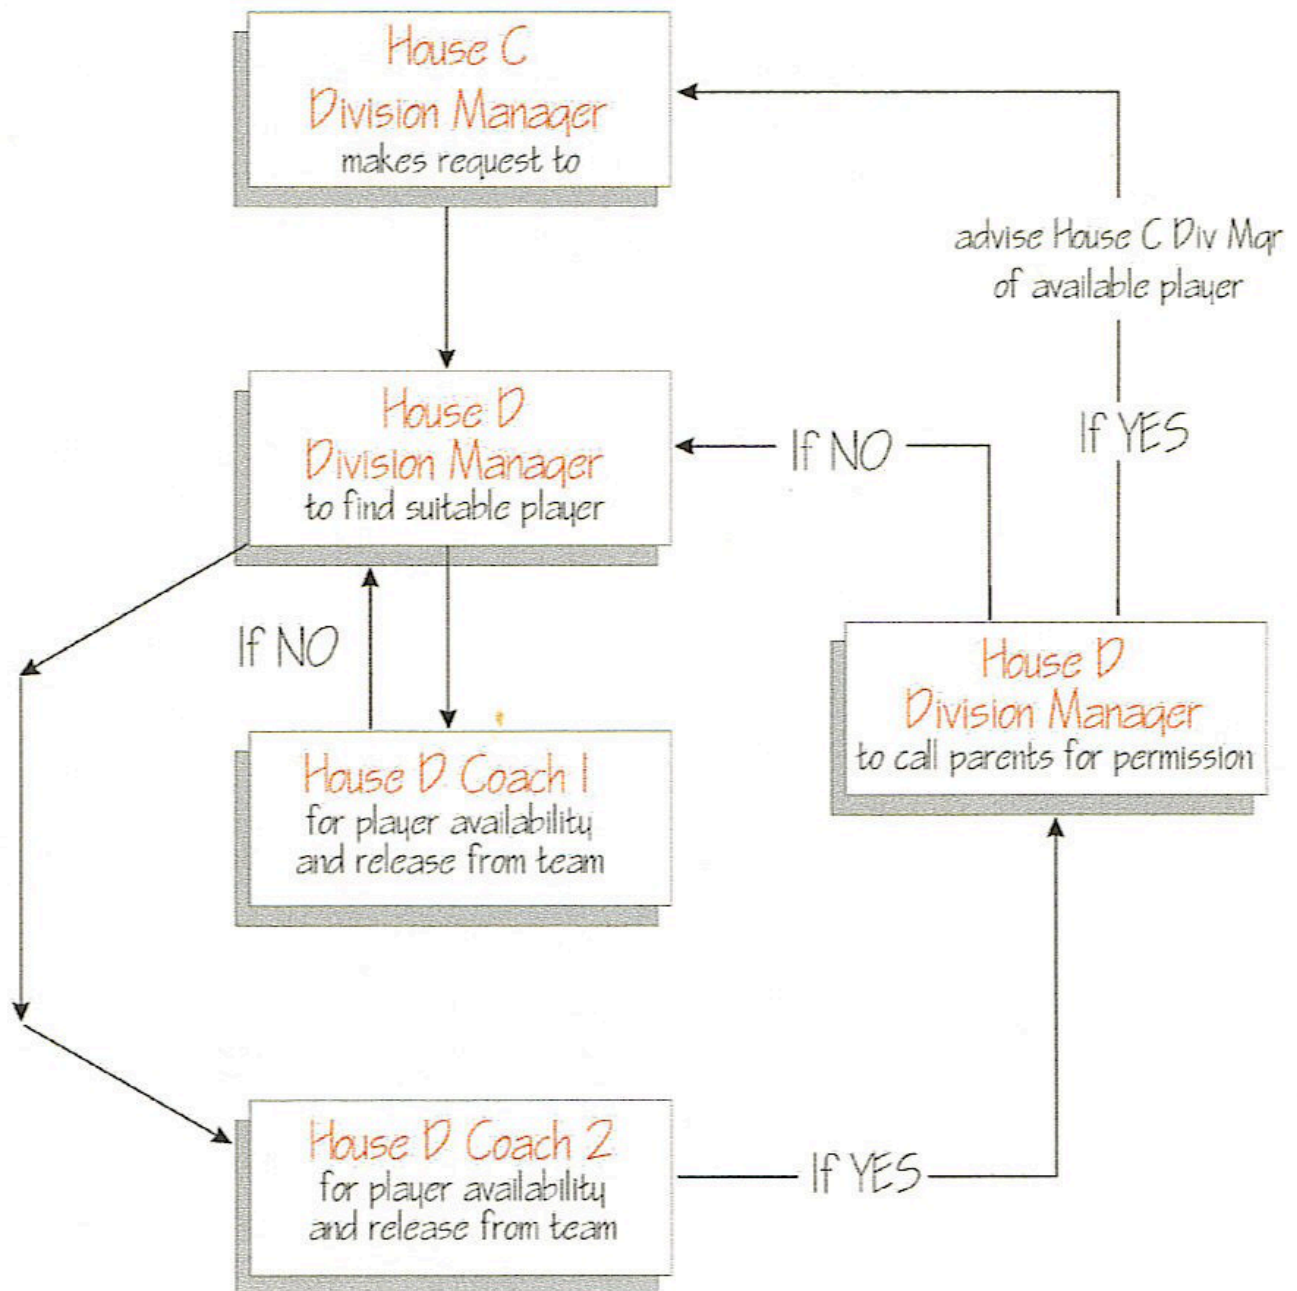 House C
Division Manager
makes request to
advise House C Div Mgr
of available player
House D
Division Manager
to find suitable player
If NO
If YES
If NO
House D
Division Manager
to call parents for permission
House D Coach 1
for player availability
and release from team
House D Coach 2
for player availability
and release from team
If YES